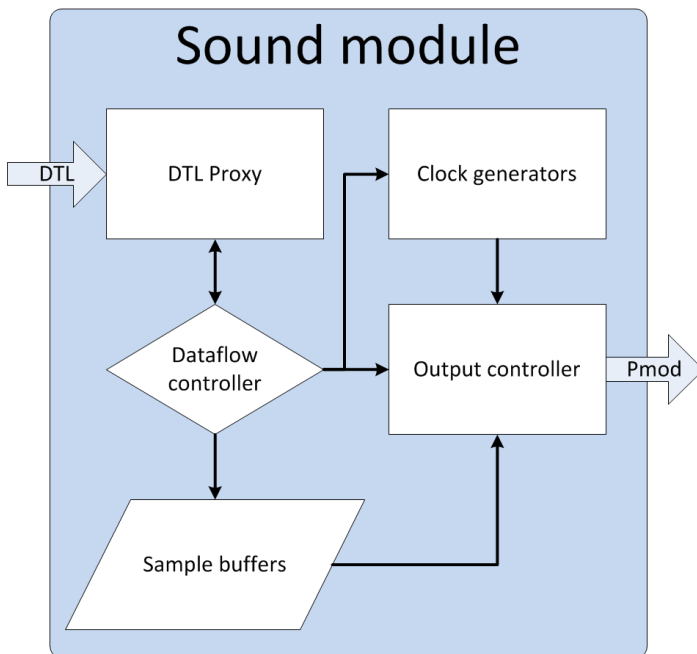 Sound module
DTL
DTL Proxy
Clock generators
Dataflow
controller
Output controller
Pmod
Sample buffers